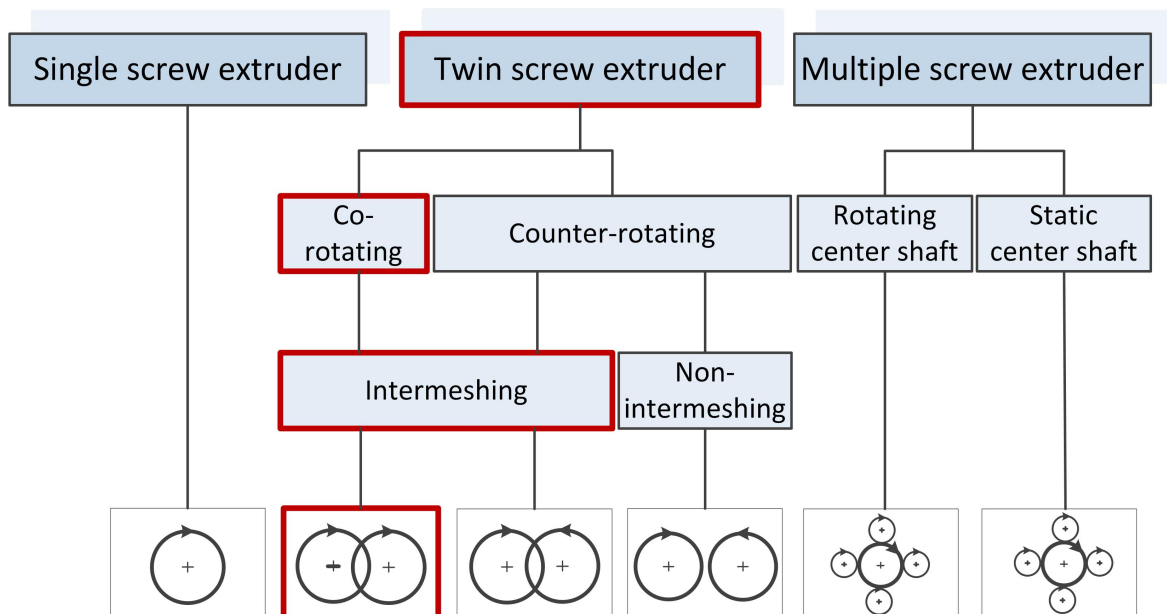 Single screw extruder
Twin screw extruder
Multiple screw extruder
Co-
rotating
Counter-rotating
Rotating
center shaft
Static
center shaft
Intermeshing
Non-
intermeshing